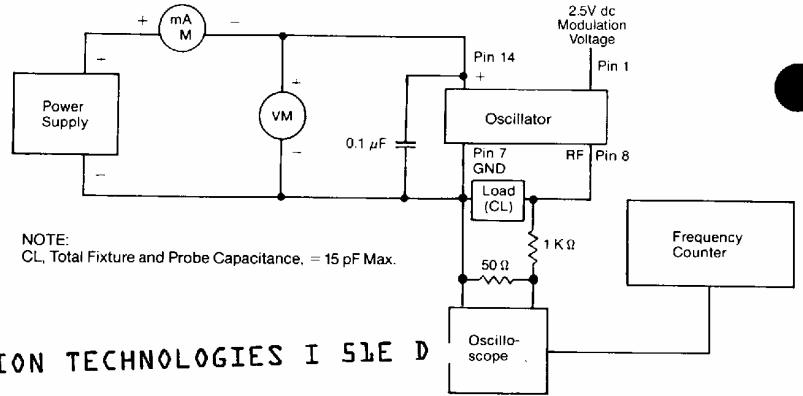 2.5V dc
Modulation
Voltage
+
mA
M
−
Pin 14
Pin 1
+
+
+
Power
Supply
VM
0.1 μF
Oscillator
−
−
Pin 7
GND
RF
Pin 8
Load
(CL)
NOTE:
CL, Total Fixture and Probe Capacitance, = 15 pF Max.
1 KΩ
50 Ω
Frequency
Counter
Oscillo-
scope
ION TECHNOLOGIES I 51E D